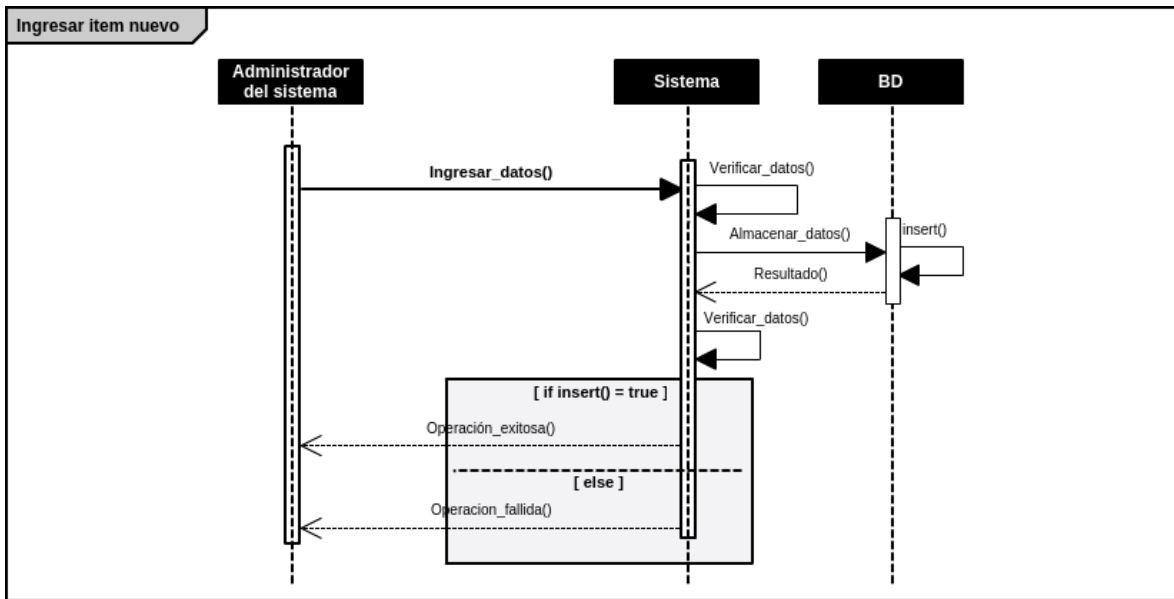 Ingresar item nuevo
Administrador
del sistema
Sistema
BD
Ingresar_datos()
Verificar_datos()
Almacenar_datos()
insert()
Resultado()
Verificar_datos()
[ if insert() = true ]
Operación_exitosa()
[ else ]
Operacion_fallida()